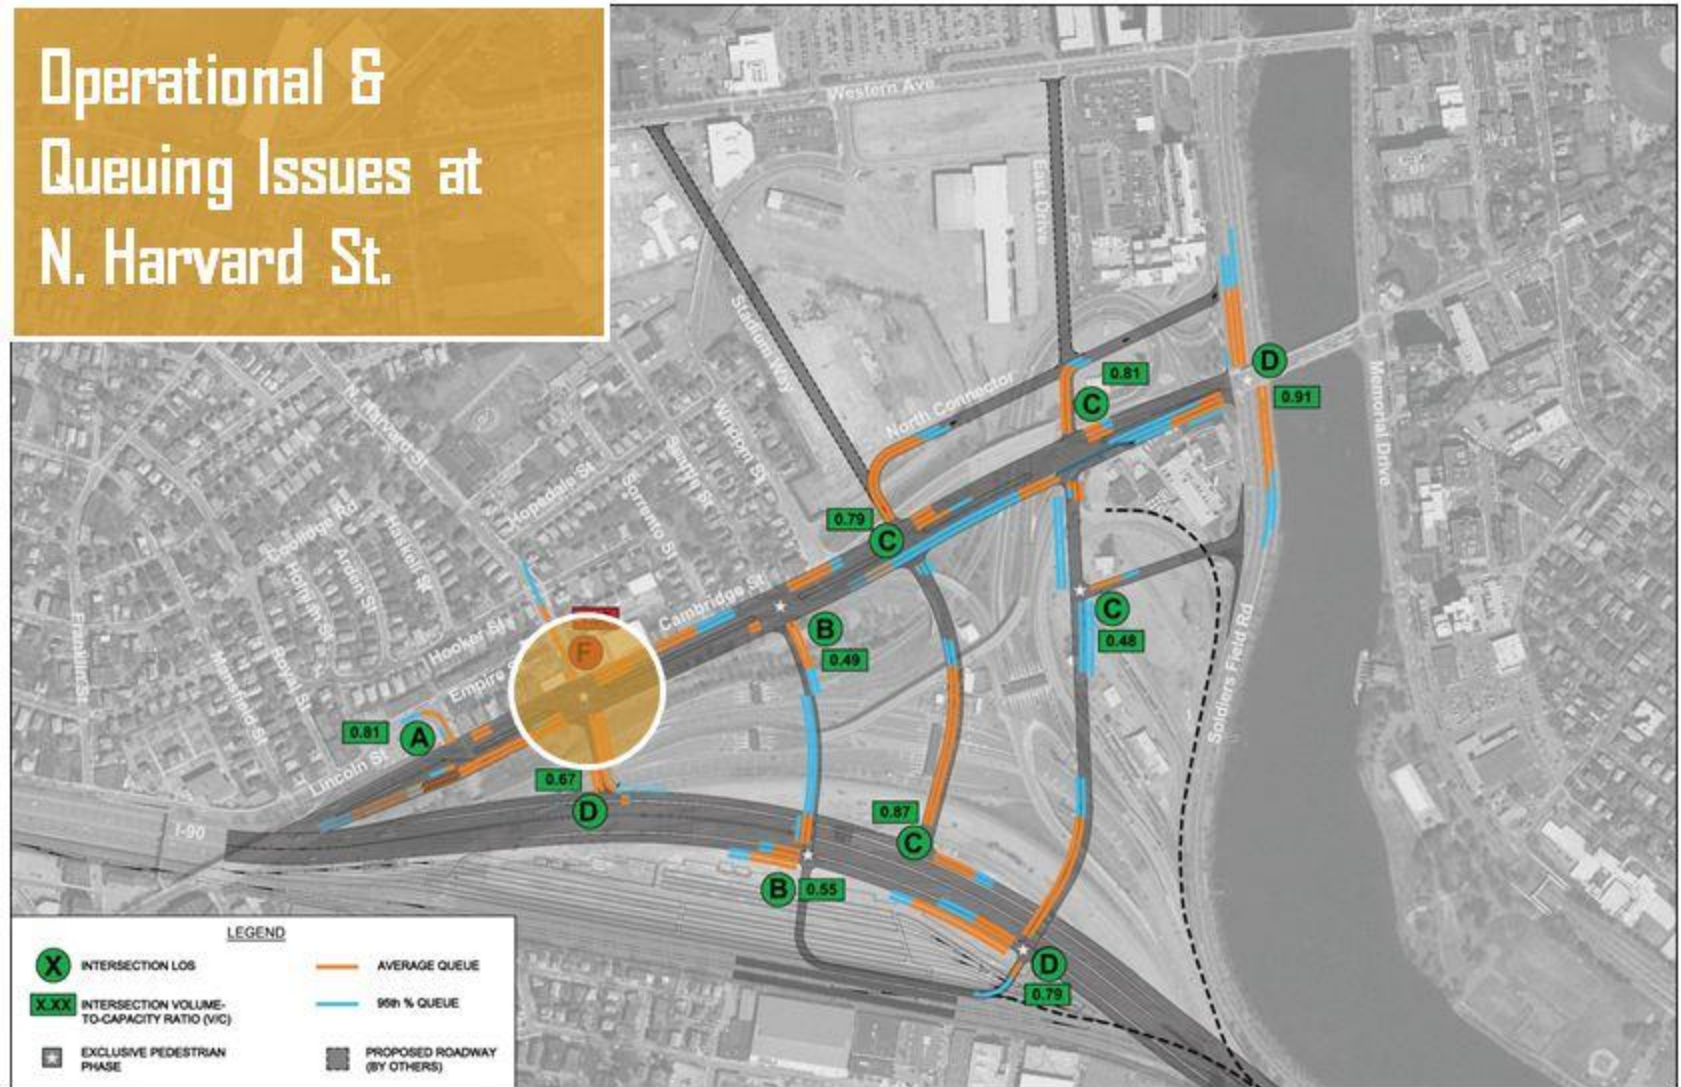 Operational &
Queuing Issues at
N. Harvard St.
Western Ave.
East Drive
Stadium Way
North Connector
Memorial Drive
D
0.81
C
0.91
N. Harvard St
Windom St
Seattle St
Hopedale St
Sorrento St
Coolidge Rd
Haskell St
Arden St
Holman St
0.79
C
Cambridge St
C
0.48
Franklin St
Hooker St
B
0.49
F
Royal St
Mansfield St
Empire St
Soldiers Field Rd
0.81
A
Lincoln St
0.67
D
I-90
0.87
C
B
0.55
D
0.79
LEGEND
X
INTERSECTION LOS
AVERAGE QUEUE
X.XX
INTERSECTION VOLUME-
TO-CAPACITY RATIO (V/C)
95th % QUEUE
EXCLUSIVE PEDESTRIAN
PHASE
PROPOSED ROADWAY
(BY OTHERS)